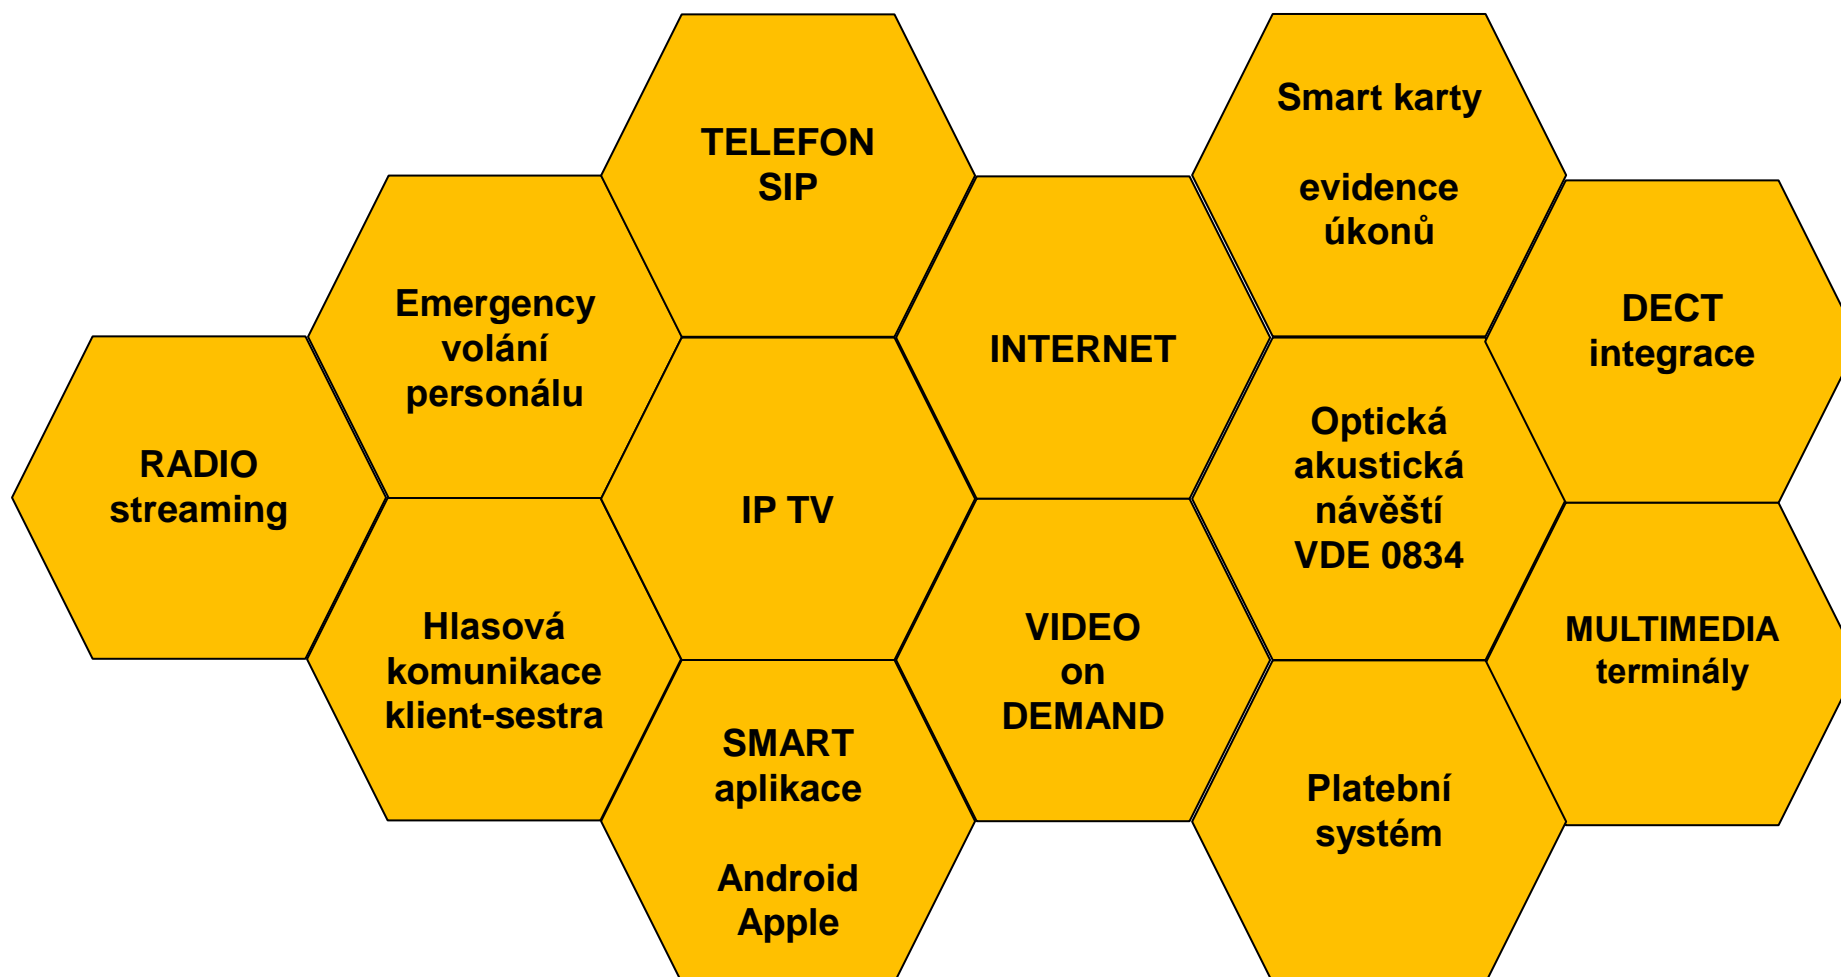 RADIO
streaming
Emergency
volání
personálu
Hlasová
komunikace
klient-sestra
TELEFON
SIP
IP TV
SMART
aplikace
Android
Apple
INTERNET
VIDEO
on
DEMAND
Smart karty
evidence
úkonů
Optická
akustická
návěští
VDE 0834
Platební
systém
DECT
integrace
MULTIMEDIA
terminály